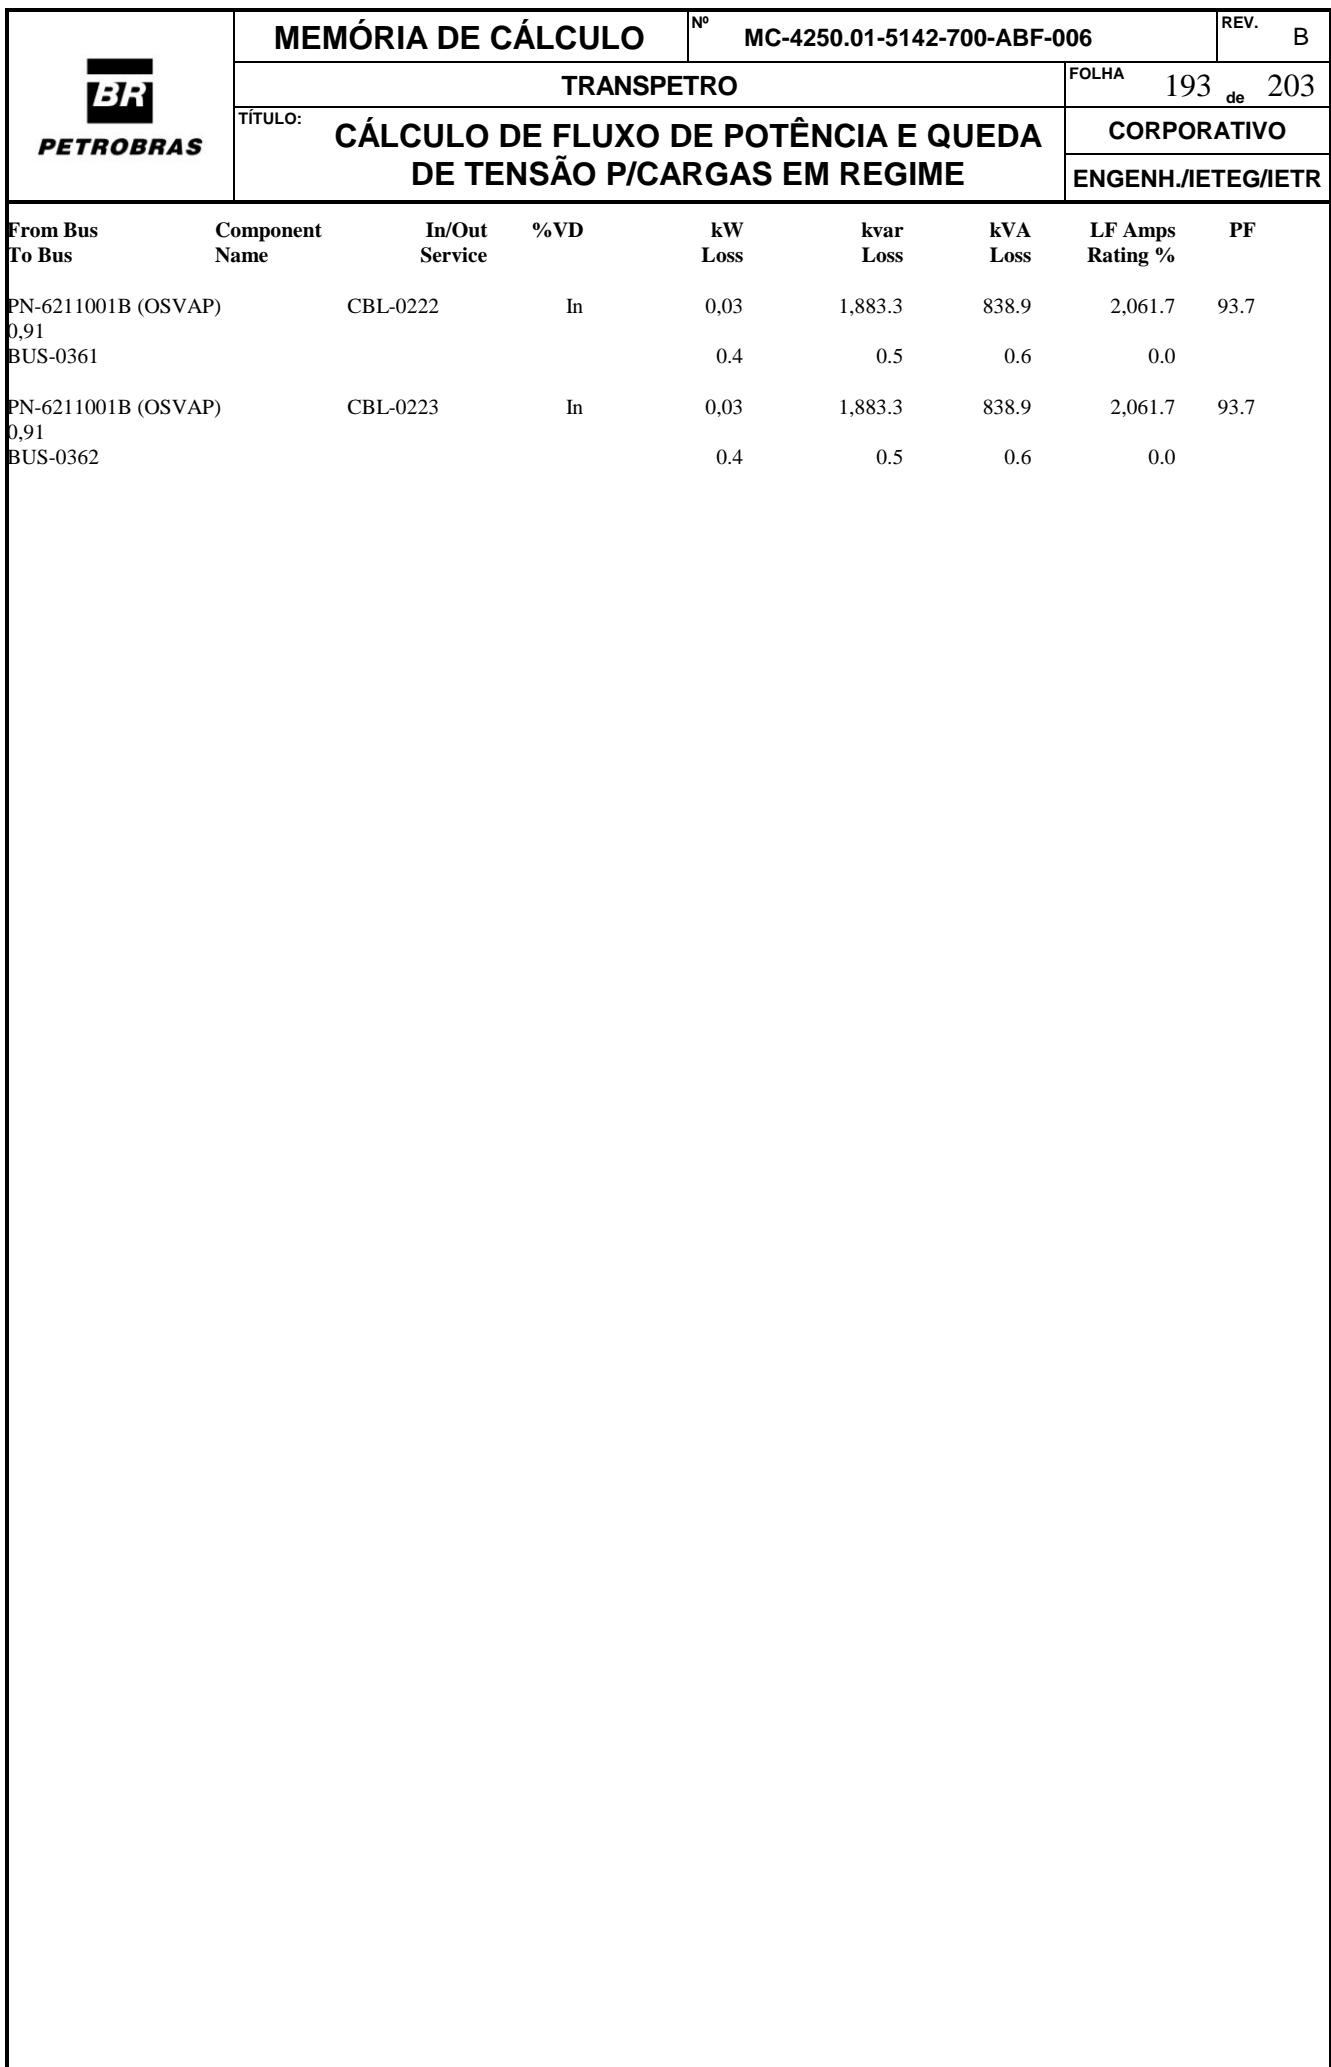 BR
PETROBRAS
MEMÓRIA DE CÁLCULO
Nº MC-4250.01-5142-700-ABF-006
REV. B
TRANSPETRO
FOLHA 193 de 203
TÍTULO: CÁLCULO DE FLUXO DE POTÊNCIA E QUEDA
DE TENSÃO P/CARGAS EM REGIME
CORPORATIVO
ENGENH./IETEG/IETR
From Bus Component In/Out %VD kW kvar kVA LF Amps PF
To Bus Name Service Loss Loss Loss Rating %
PN-6211001B (OSVAP) CBL-0222 In 0,03 1,883.3 838.9 2,061.7 93.7
0,91
BUS-0361 0.4 0.5 0.6 0.0
PN-6211001B (OSVAP) CBL-0223 In 0,03 1,883.3 838.9 2,061.7 93.7
0,91
BUS-0362 0.4 0.5 0.6 0.0